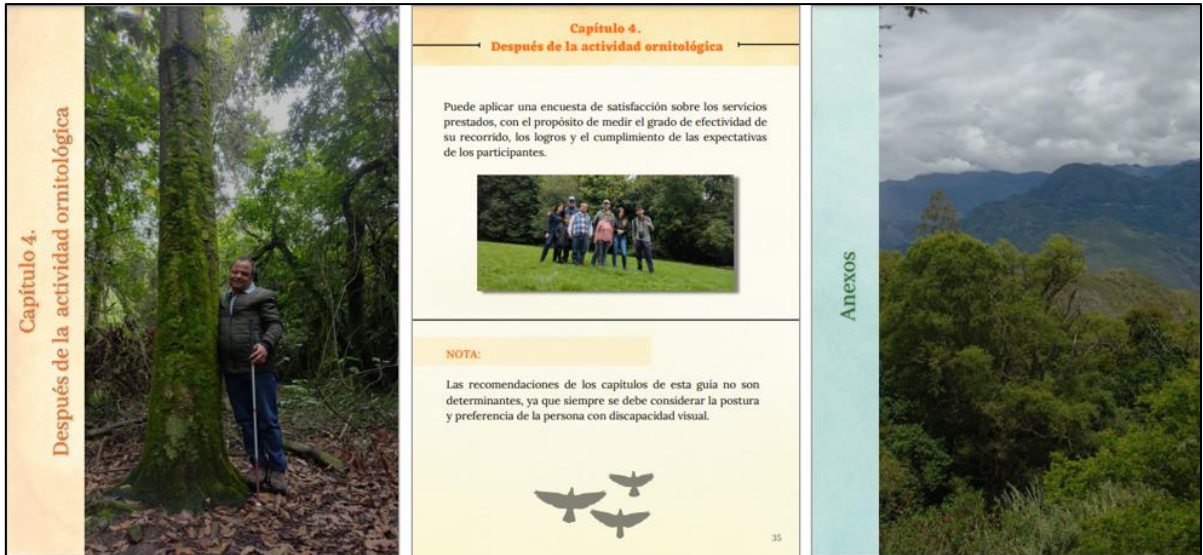 Capítulo 4.
Después de la actividad ornitológica
Capítulo 4.
Después de la actividad ornitológica
Puede aplicar una encuesta de satisfacción sobre los servicios
prestados, con el propósito de medir el grado de efectividad de
su recorrido, los logros y el cumplimiento de las expectativas
de los participantes.
NOTA:
Las recomendaciones de los capítulos de esta guía no son
determinantes, ya que siempre se debe considerar la postura
y preferencia de la persona con discapacidad visual.
35
Anexos